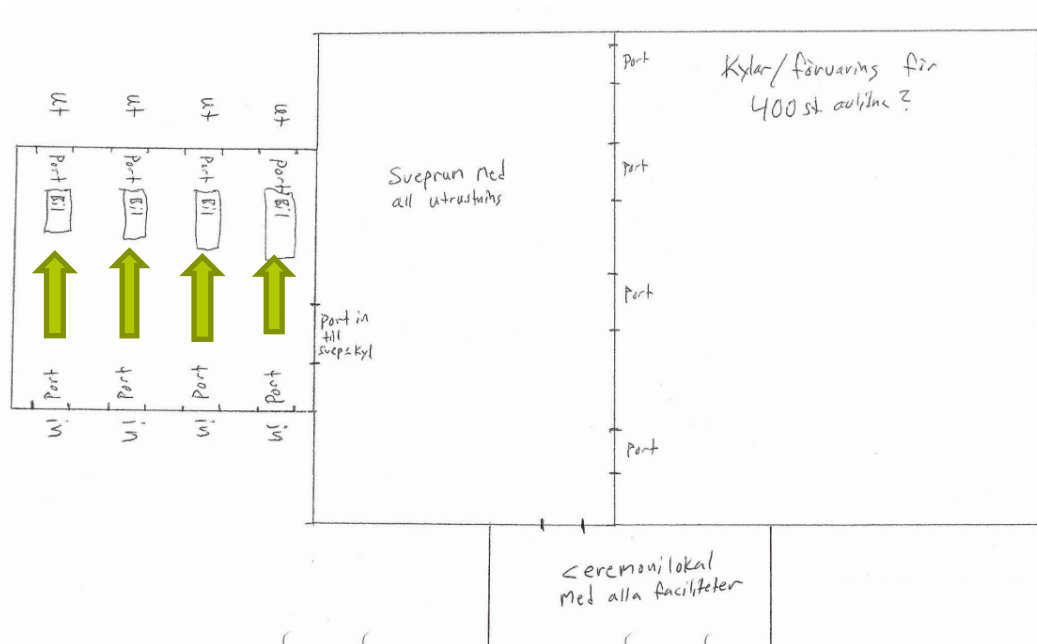 ut ut ut ut
Port Port Port Port
Bil Bil Bil Bil
Port Port Port Port
in in in in
Sveprum Med
all utrustning
Port in
till
svep & kyl
Port
Port
Port
Port
Kylar/förvaring för
400 st avlidna ?
Ceremonilokal
Med alla faciliteter